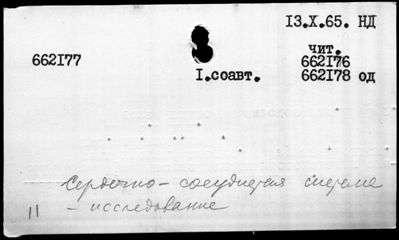 13.X.65. НД
чит.
662177
662176
I.соавт.
662178 од
Сердечно-сосудистая система
- исследование
11